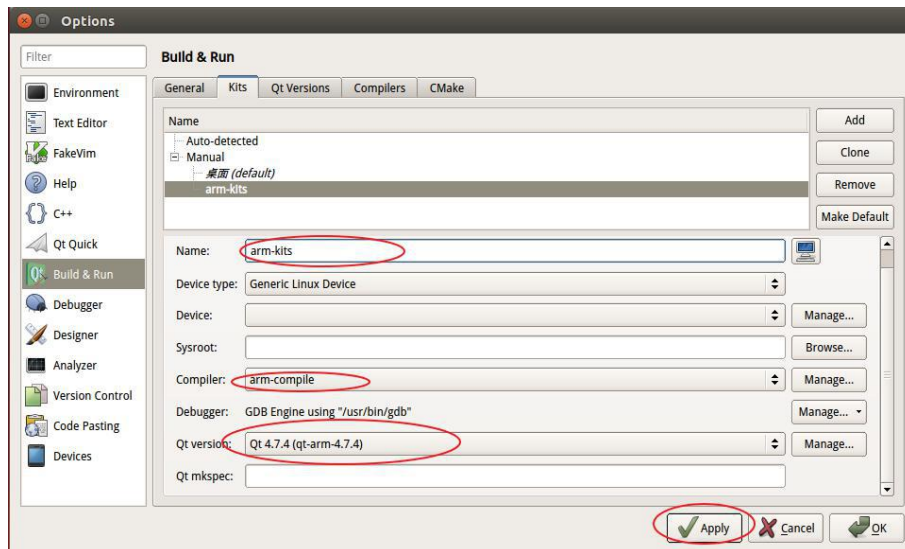 Options
Filter
Environment
Text Editor
FakeVim
Help
C++
Qt Quick
Build & Run
Debugger
Designer
Analyzer
Version Control
Code Pasting
Devices
Build & Run
General Kits Qt Versions Compilers CMake
Name
Auto-detected
Manual
桌面 (default)
arm-kits
Add
Clone
Remove
Make Default
Name: arm-kits
Device type: Generic Linux Device
Device: Manage...
Sysroot: Browse...
Compiler: arm-compile Manage...
Debugger: GDB Engine using "/usr/bin/gdb" Manage...
Qt version: Qt 4.7.4 (qt-arm-4.7.4) Manage...
Qt mkspec:
Apply Cancel OK